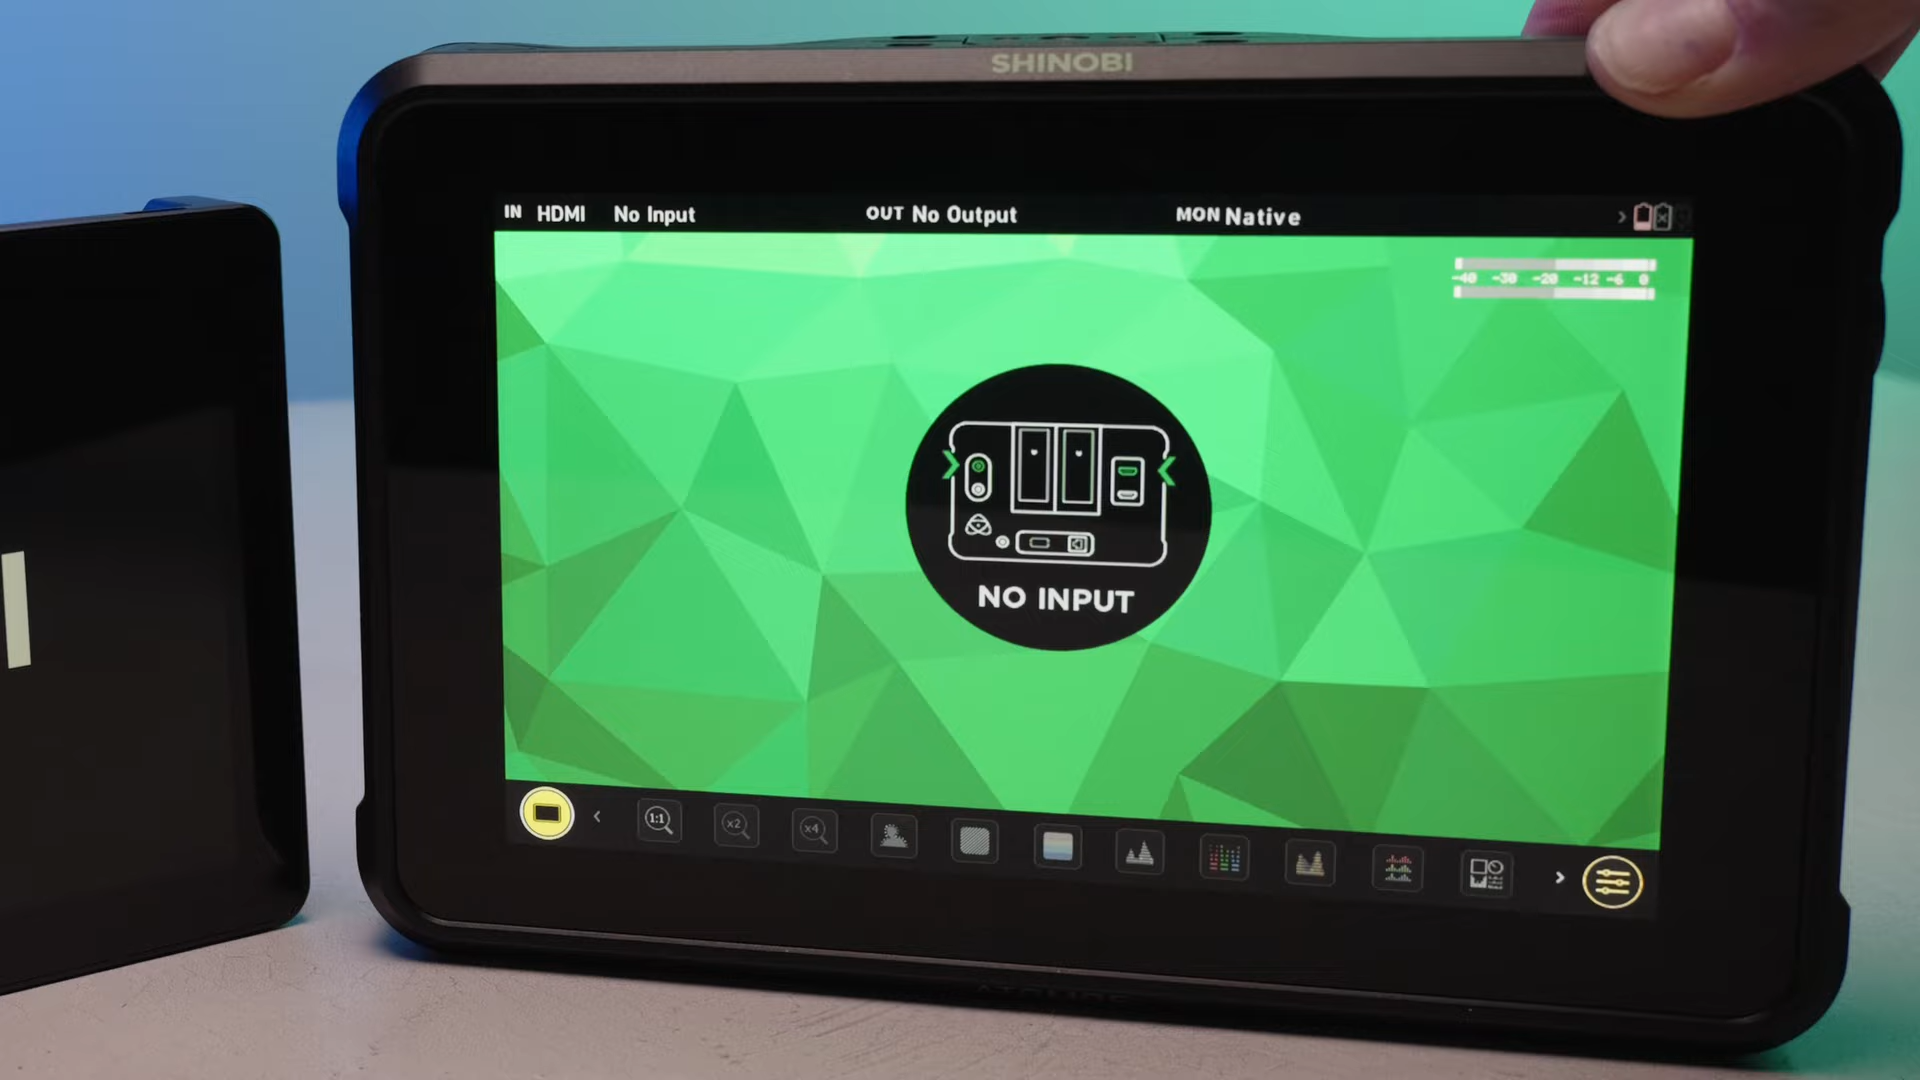 SHINOBI
IN HDMI No Input OUT No Output MON Native
-40 -30 -20 -12 -6 0
NO INPUT
1:1 x2 x4